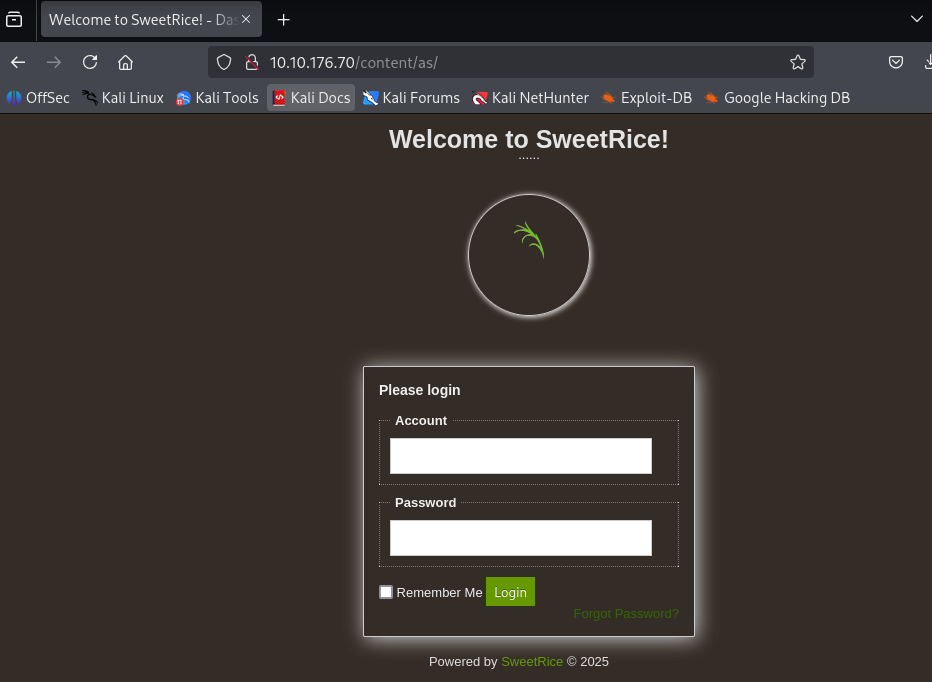 Welcome to SweetRice! - Das
10.10.176.70/content/as/
OffSec Kali Linux Kali Tools Kali Docs Kali Forums Kali NetHunter Exploit-DB Google Hacking DB
Welcome to SweetRice!
......
Please login
Account
Password
Remember Me Login
Forgot Password?
Powered by SweetRice © 2025